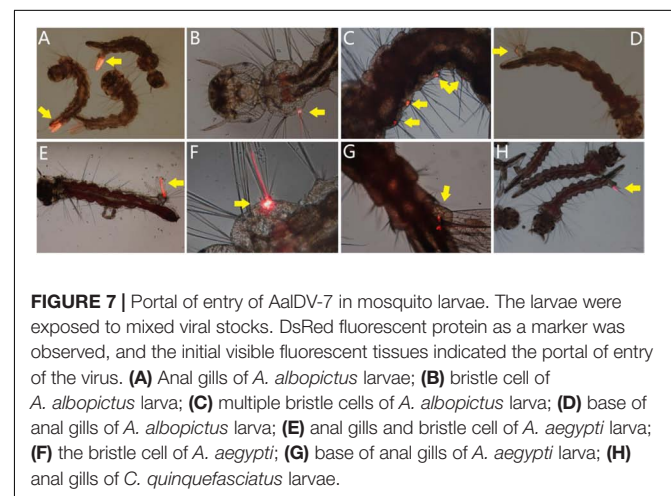 A B C D
E F G H
FIGURE 7 | Portal of entry of AalDV-7 in mosquito larvae. The larvae were
exposed to mixed viral stocks. DsRed fluorescent protein as a marker was
observed, and the initial visible fluorescent tissues indicated the portal of entry
of the virus. (A) Anal gills of A. albopictus larvae; (B) bristle cell of
A. albopictus larva; (C) multiple bristle cells of A. albopictus larva; (D) base of
anal gills of A. albopictus larva; (E) anal gills and bristle cell of A. aegypti larva;
(F) the bristle cell of A. aegypti; (G) base of anal gills of A. aegypti larva; (H)
anal gills of C. quinquefasciatus larvae.